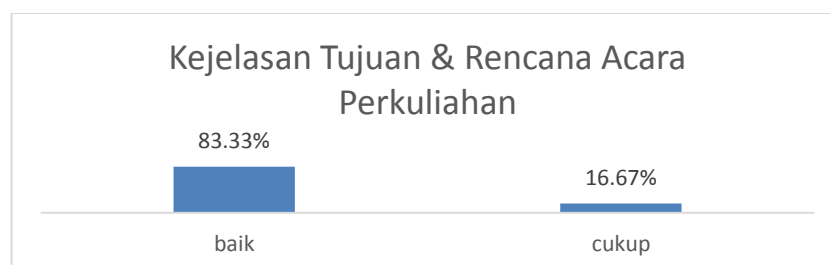 Kejelasan Tujuan & Rencana Acara
Perkuliahan
83.33%
16.67%
baik
cukup